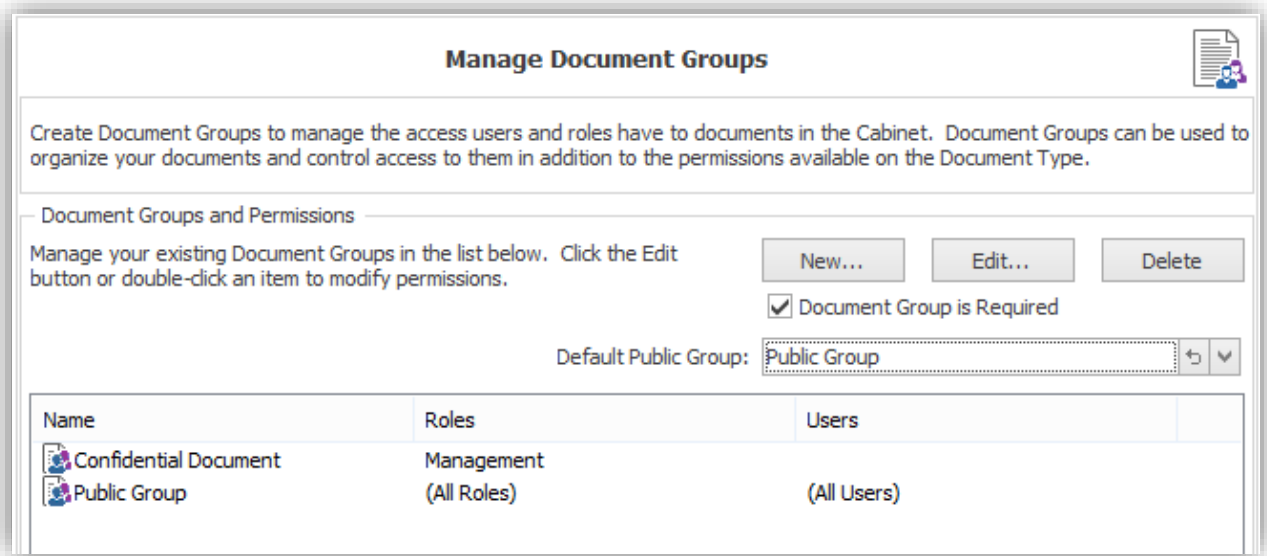 Manage Document Groups
Create Document Groups to manage the access users and roles have to documents in the Cabinet.  Document Groups can be used to
organize your documents and control access to them in addition to the permissions available on the Document Type.
Document Groups and Permissions
Manage your existing Document Groups in the list below.  Click the Edit
button or double-click an item to modify permissions.
New... Edit... Delete
Document Group is Required
Default Public Group: Public Group
Name Roles Users
Confidential Document Management
Public Group (All Roles) (All Users)